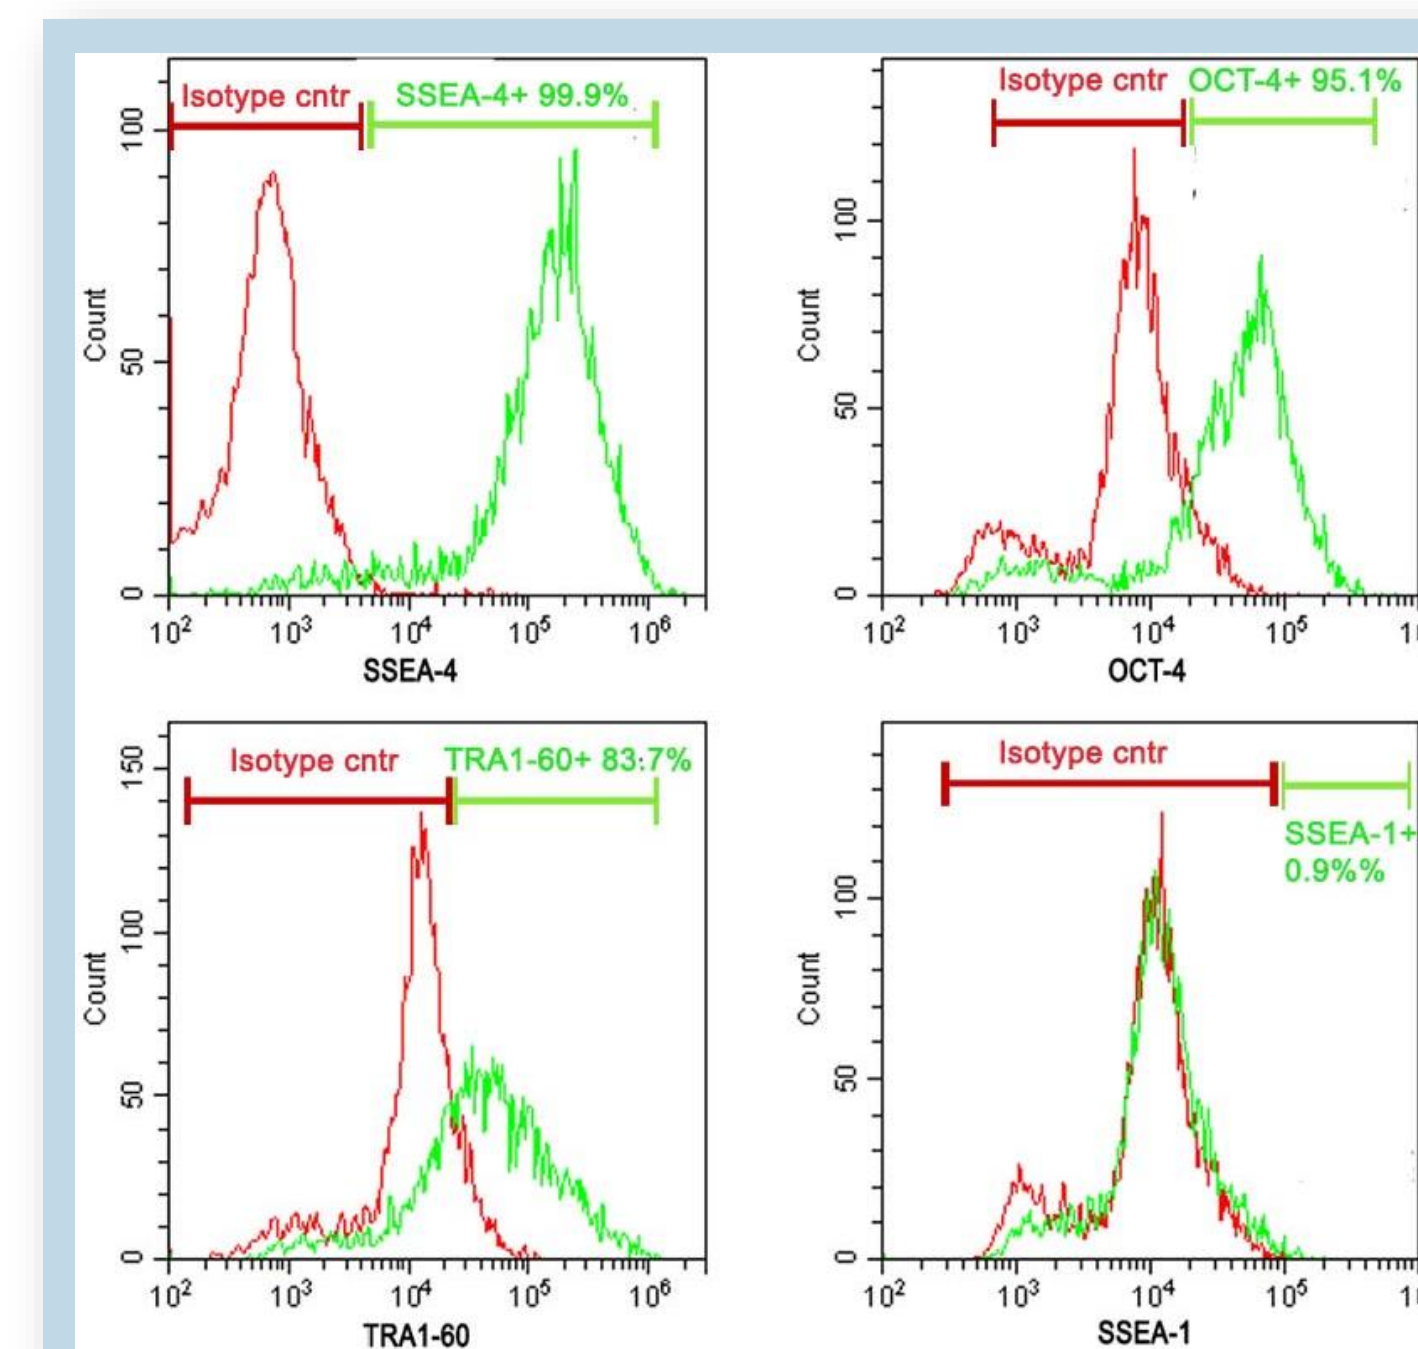 Isotype cntr SSEA-4+ 99.9%
100
50
0
Count
10² 10³ 10⁴ 10⁵ 10⁶
SSEA-4
Isotype cntr OCT-4+ 95.1%
100
50
0
Count
10² 10³ 10⁴ 10⁵
OCT-4
Isotype cntr TRA1-60+ 83.7%
150
100
50
0
Count
10² 10³ 10⁴ 10⁵ 10⁶
TRA1-60
Isotype cntr
SSEA-1+
0.9%%
100
50
0
Count
10² 10³ 10⁴ 10⁵
SSEA-1